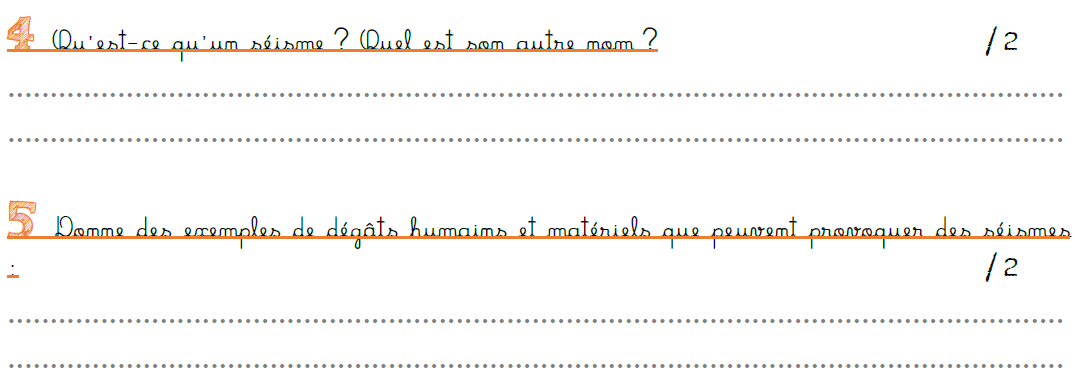 4 Qu'est-ce qu'un séisme ? Quel est son autre nom ? / 2
................................................................................
................................................................................
5 Donne des exemples de dégâts humains et matériels que peuvent provoquer des séismes
: / 2
................................................................................
................................................................................